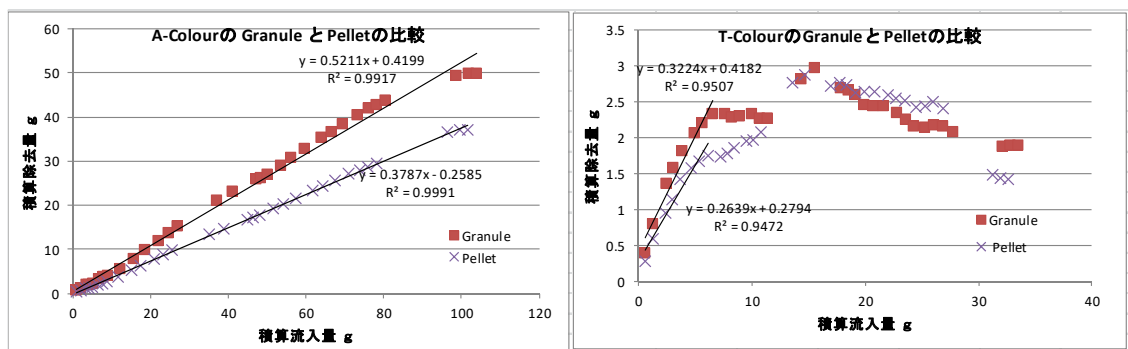 A-Colourの Granule と Pelletの比較
60
50
40
30
20
10
0
積算除去量 g
y = 0.5211x + 0.4199
R² = 0.9917
y = 0.3787x - 0.2585
R² = 0.9991
Granule
Pellet
0 20 40 60 80 100 120
積算流入量 g
T-ColourのGranuleと Pelletの比較
3.5
3
2.5
2
1.5
1
0.5
0
積算除去量 g
y = 0.3224x + 0.4182
R² = 0.9507
y = 0.2639x + 0.2794
R² = 0.9472
Granule
Pellet
0 10 20 30 40
積算流入量 g